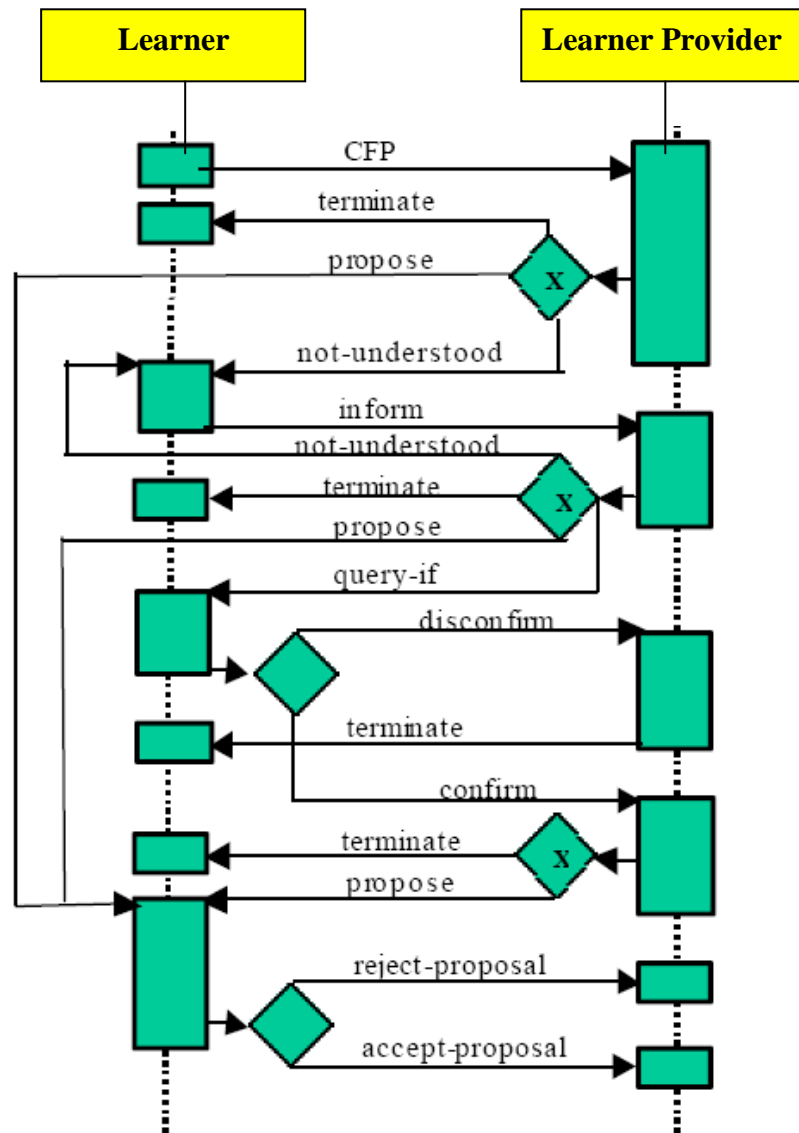 Learner
Learner Provider
CFP
terminate
propose
X
not-understood
inform
not-understood
terminate
X
propose
query-if
disconfirm
terminate
confirm
terminate
X
propose
reject-proposal
accept-proposal